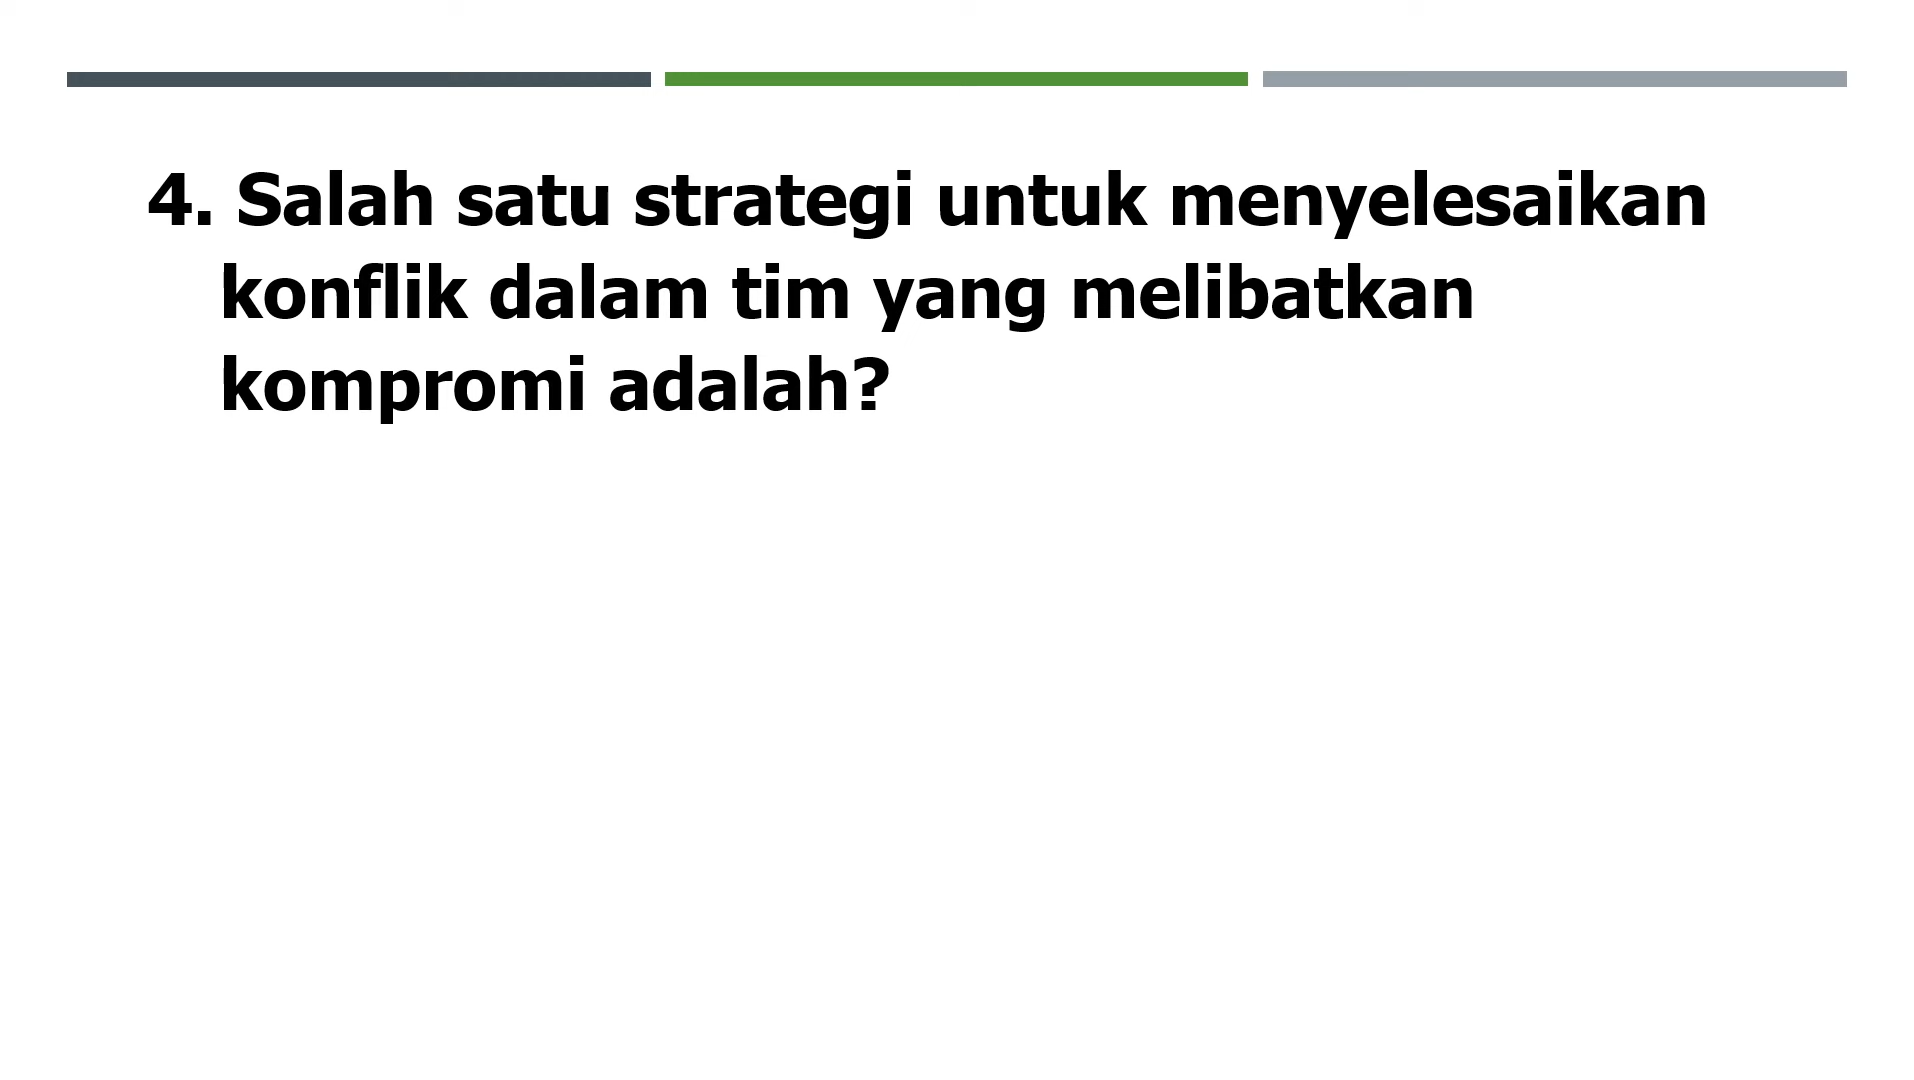 4. Salah satu strategi untuk menyelesaikan
konflik dalam tim yang melibatkan
kompromi adalah?